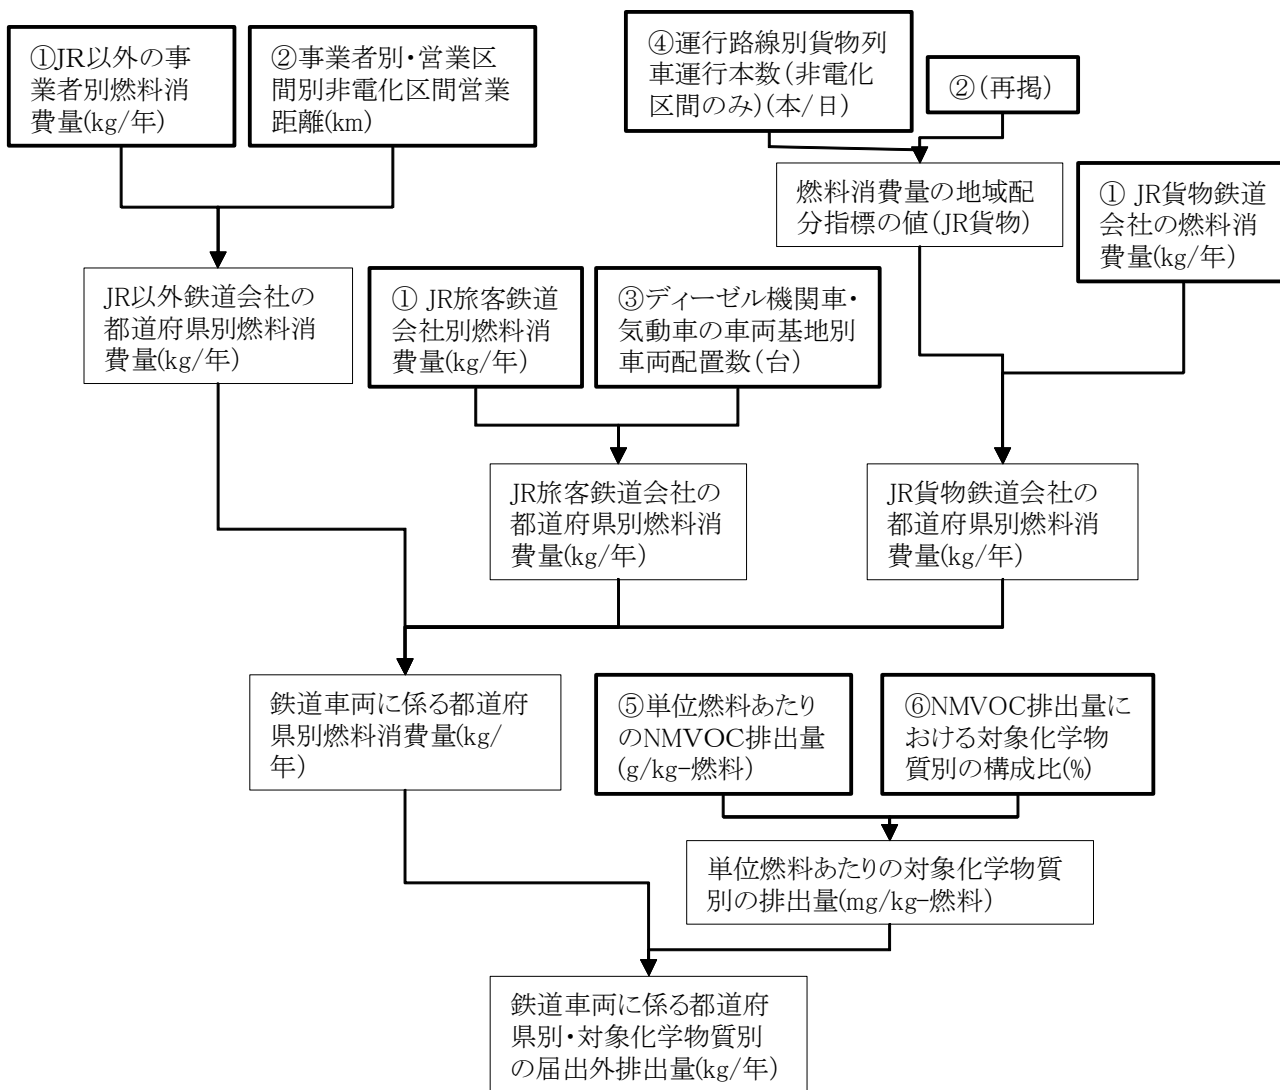 ①JR以外の事
業者別燃料消
費量(kg/年)
②事業者別・営業区
間別非電化区間営業
距離(km)
④運行路線別貨物列
車運行本数(非電化
区間のみ)(本/日)
②(再掲)
燃料消費量の地域配
分指標の値(JR貨物)
① JR貨物鉄道
会社の燃料消
費量(kg/年)
JR以外鉄道会社の
都道府県別燃料消
費量(kg/年)
① JR旅客鉄道
会社別燃料消
費量(kg/年)
③ディーゼル機関車・
気動車の車両基地別
車両配置数(台)
JR旅客鉄道会社の
都道府県別燃料消
費量(kg/年)
JR貨物鉄道会社の
都道府県別燃料消
費量(kg/年)
鉄道車両に係る都道府
県別燃料消費量(kg/
年)
⑤単位燃料あたり
のNMVOC排出量
(g/kg-燃料)
⑥NMVOC排出量に
おける対象化学物
質別の構成比(%)
単位燃料あたりの対象化学物質
別の排出量(mg/kg-燃料)
鉄道車両に係る都道府
県別・対象化学物質別
の届出外排出量(kg/年)